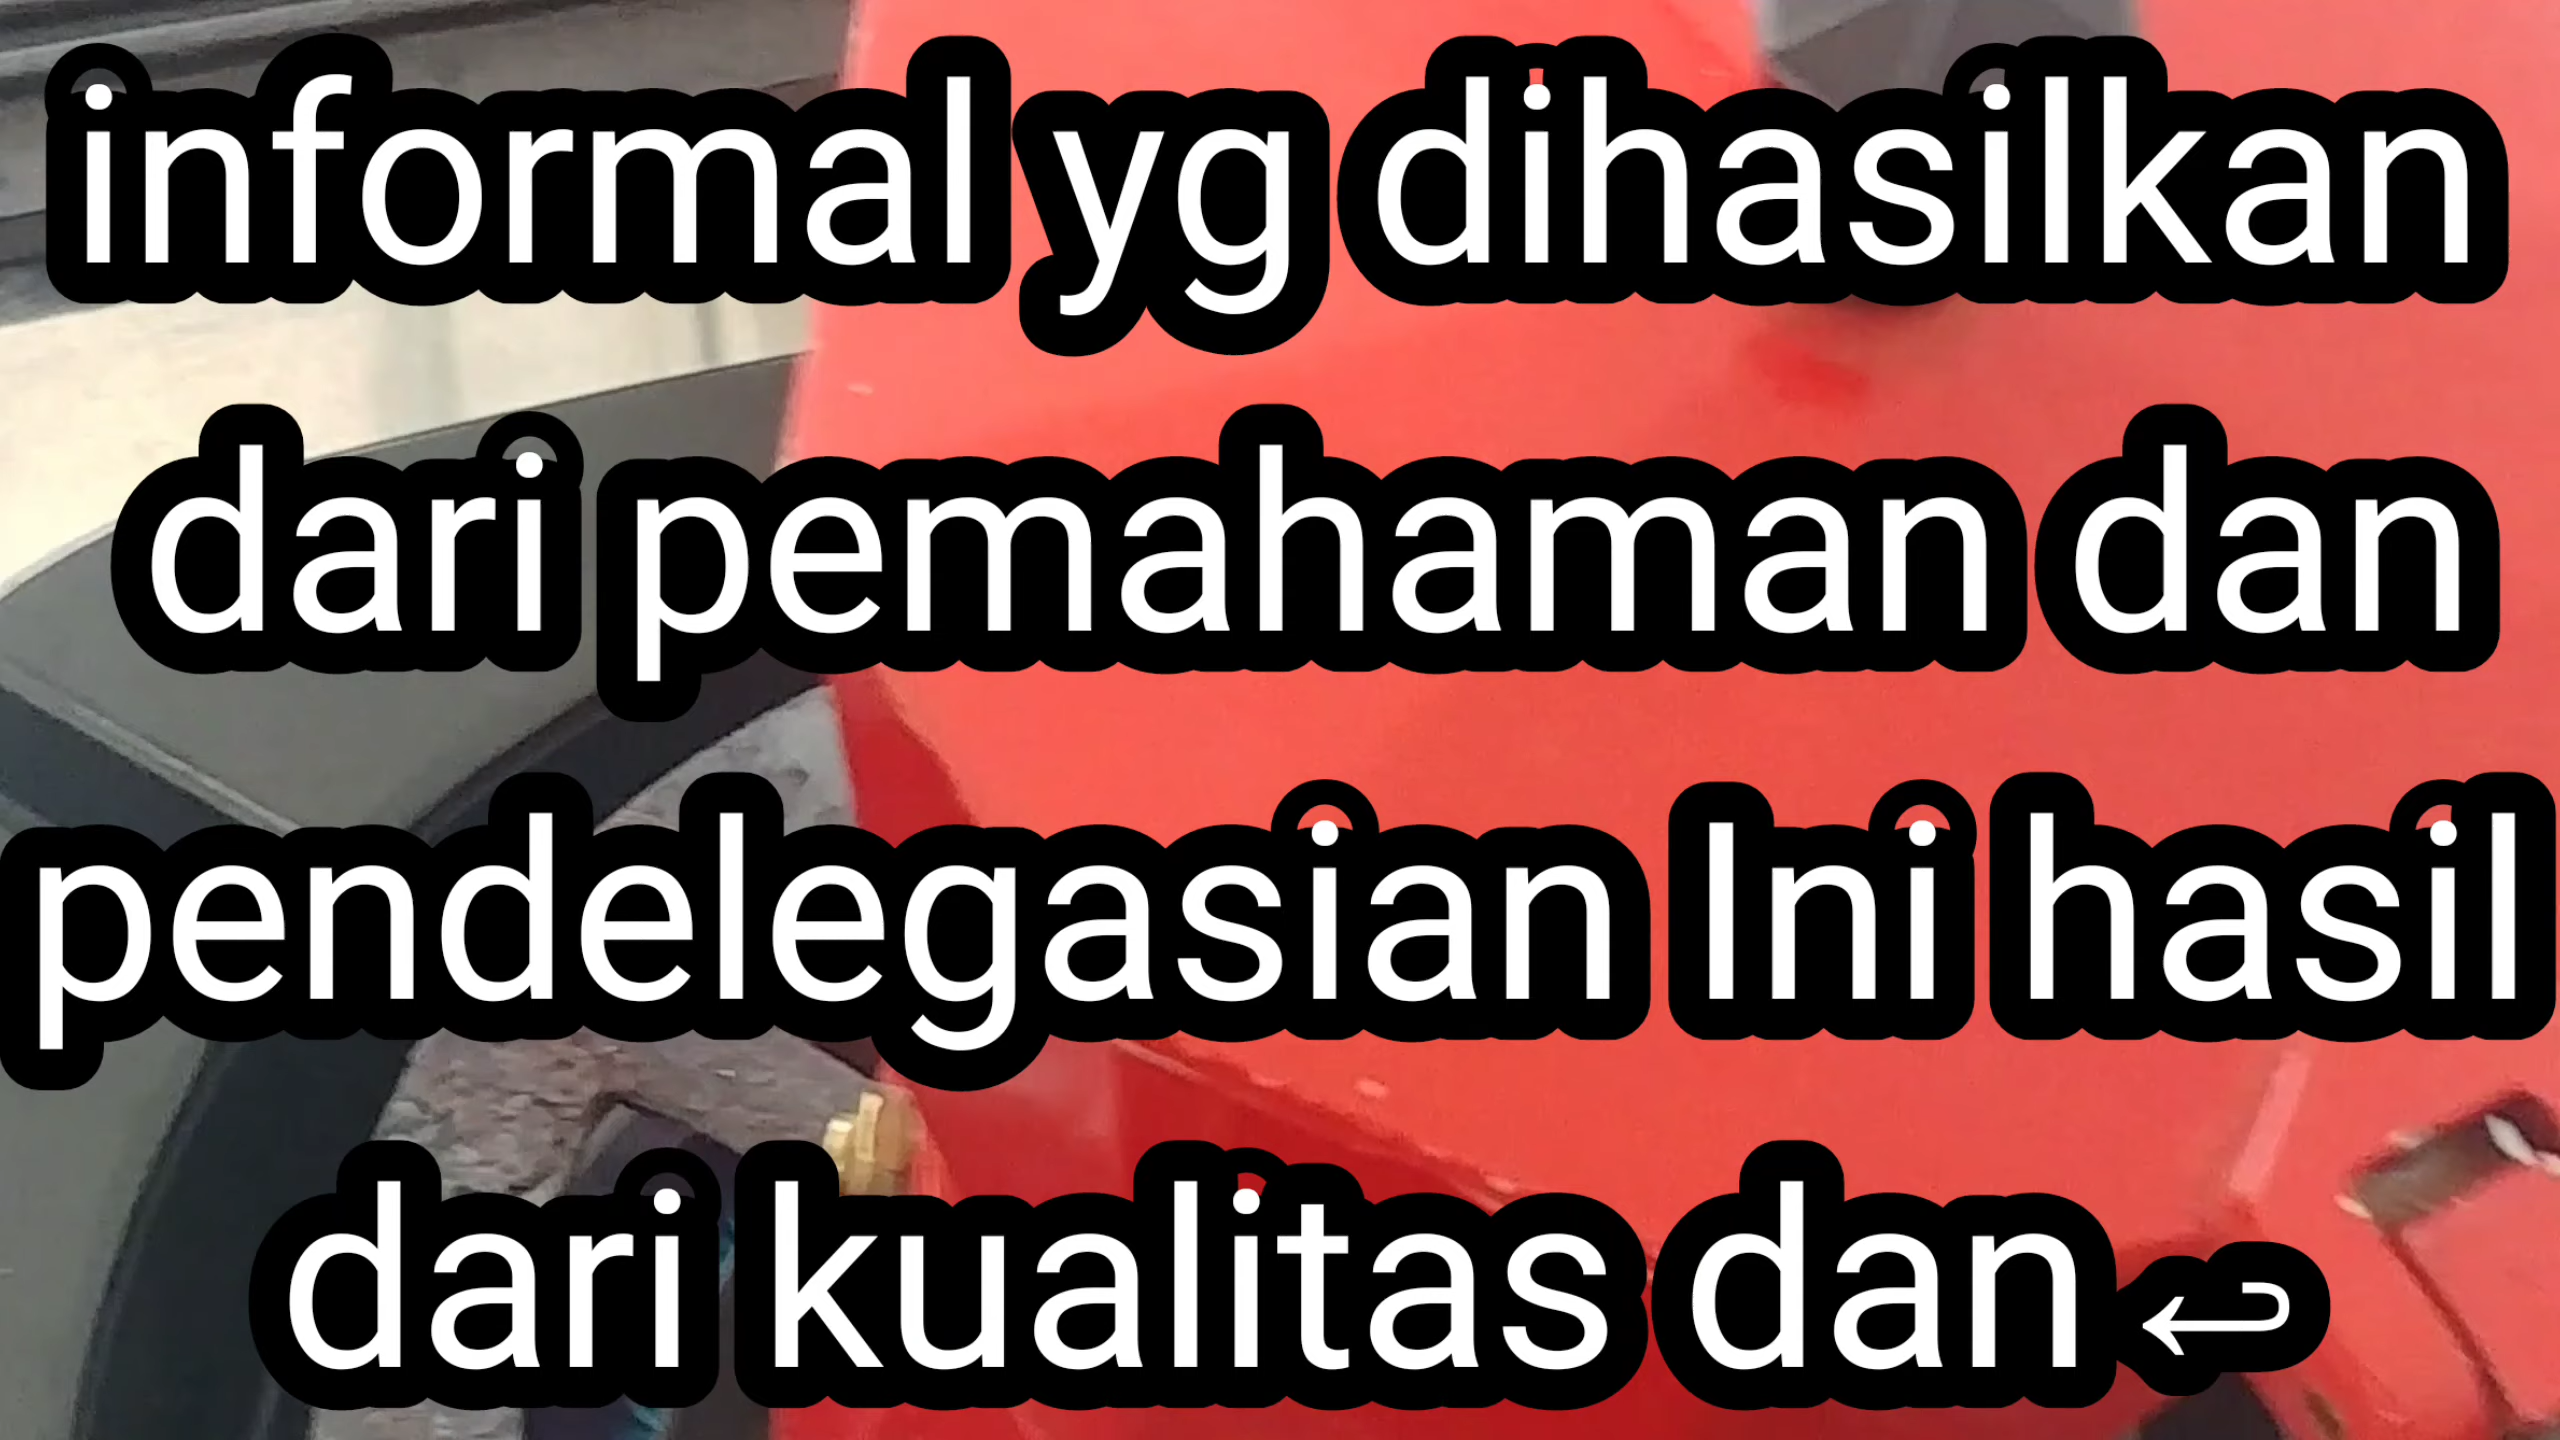 informal yg dihasilkan
dari pemahaman dan
pendelegasian Ini hasil
dari kualitas dan ↩